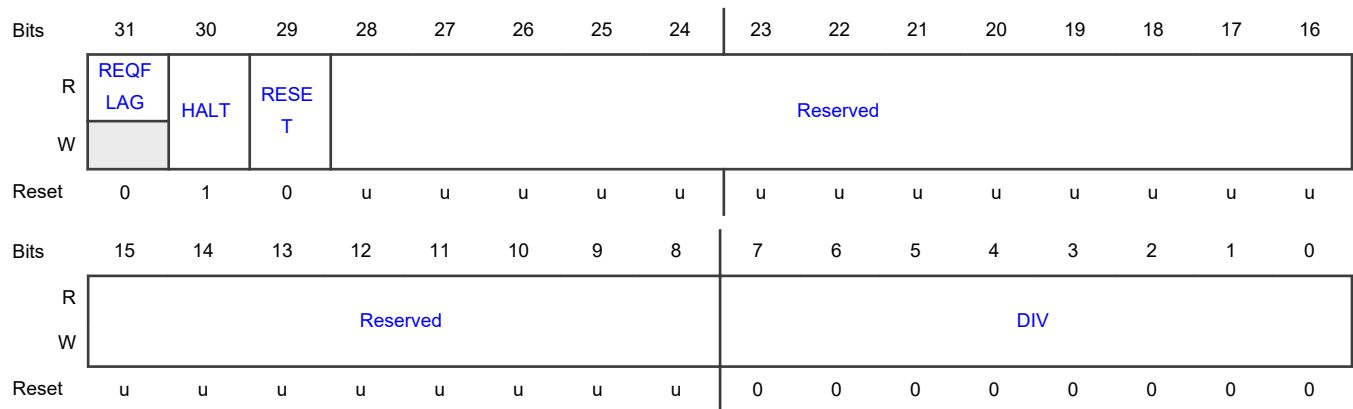 Bits 31 30 29 28 27 26 25 24 23 22 21 20 19 18 17 16
R REQF
LAG HALT RESE
T Reserved
W
Reset 0 1 0 u u u u u u u u u u u u u
Bits 15 14 13 12 11 10 9 8 7 6 5 4 3 2 1 0
R
Reserved DIV
W
Reset u u u u u u u u 0 0 0 0 0 0 0 0